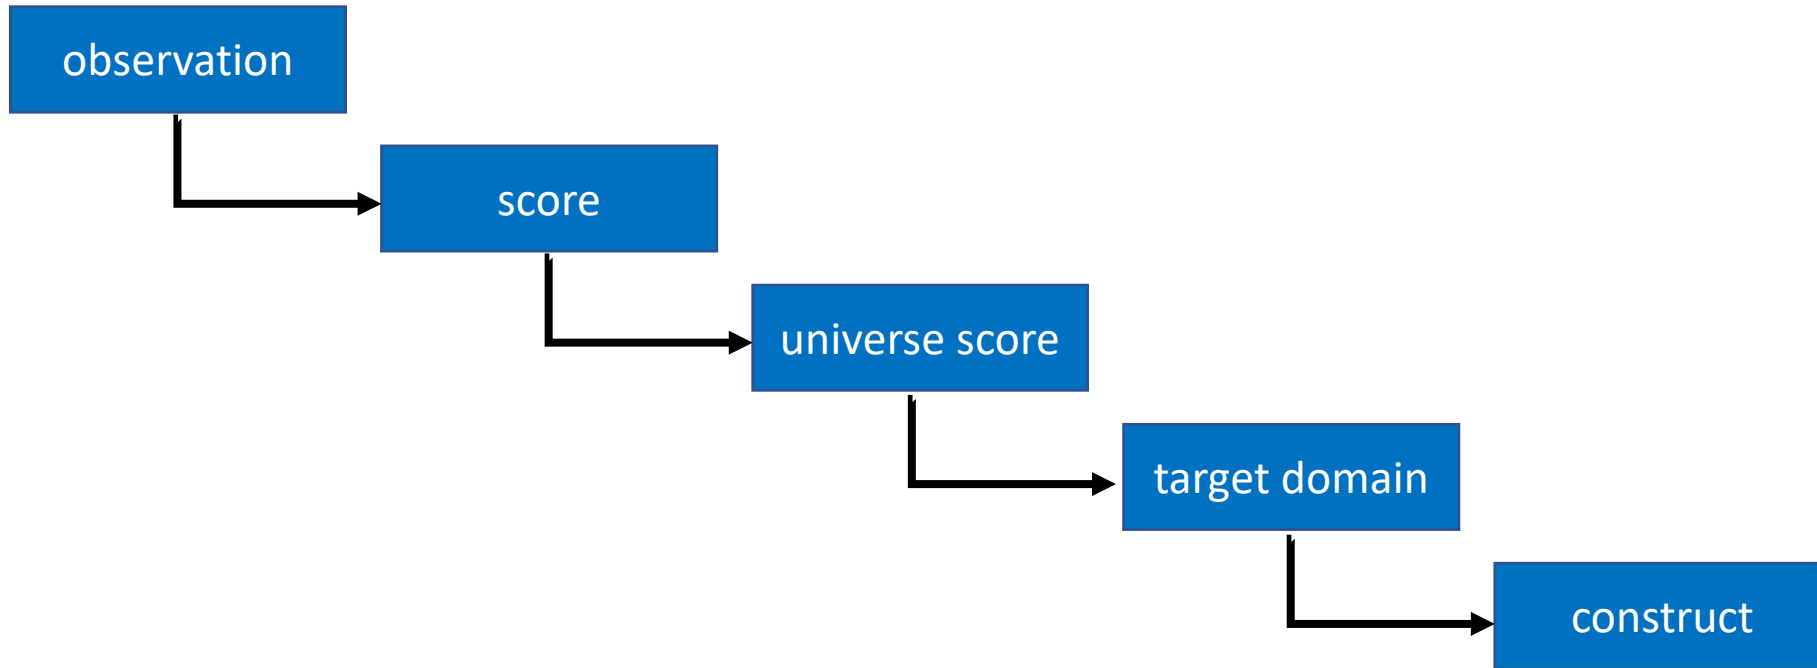 observation
score
universe score
target domain
construct